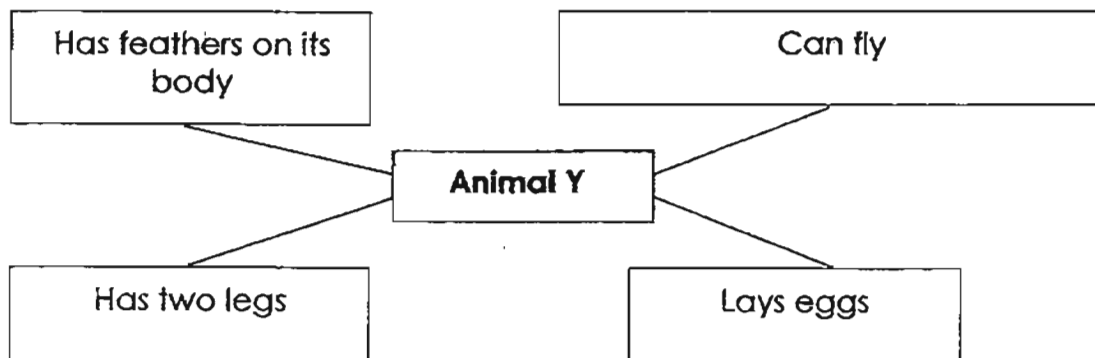 Has feathers on its
body
Can fly
Animal Y
Has two legs
Lays eggs